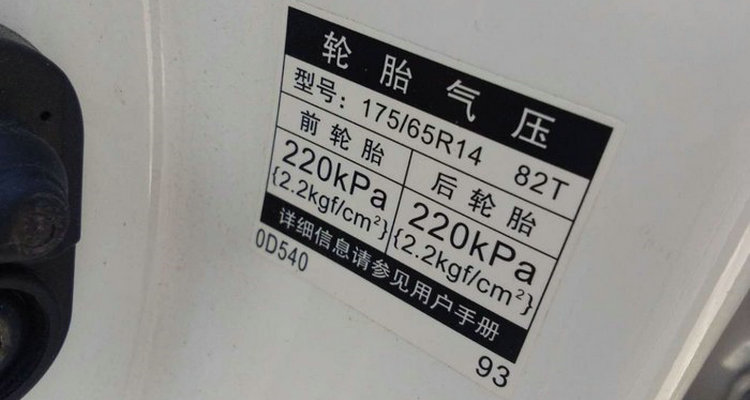 轮胎气压
型号：175/65R14 82T
前轮胎 后轮胎
220kPa 220kPa
{2.2kgf/cm²} {2.2kgf/cm²}
详细信息请参见用户手册
0D540 93